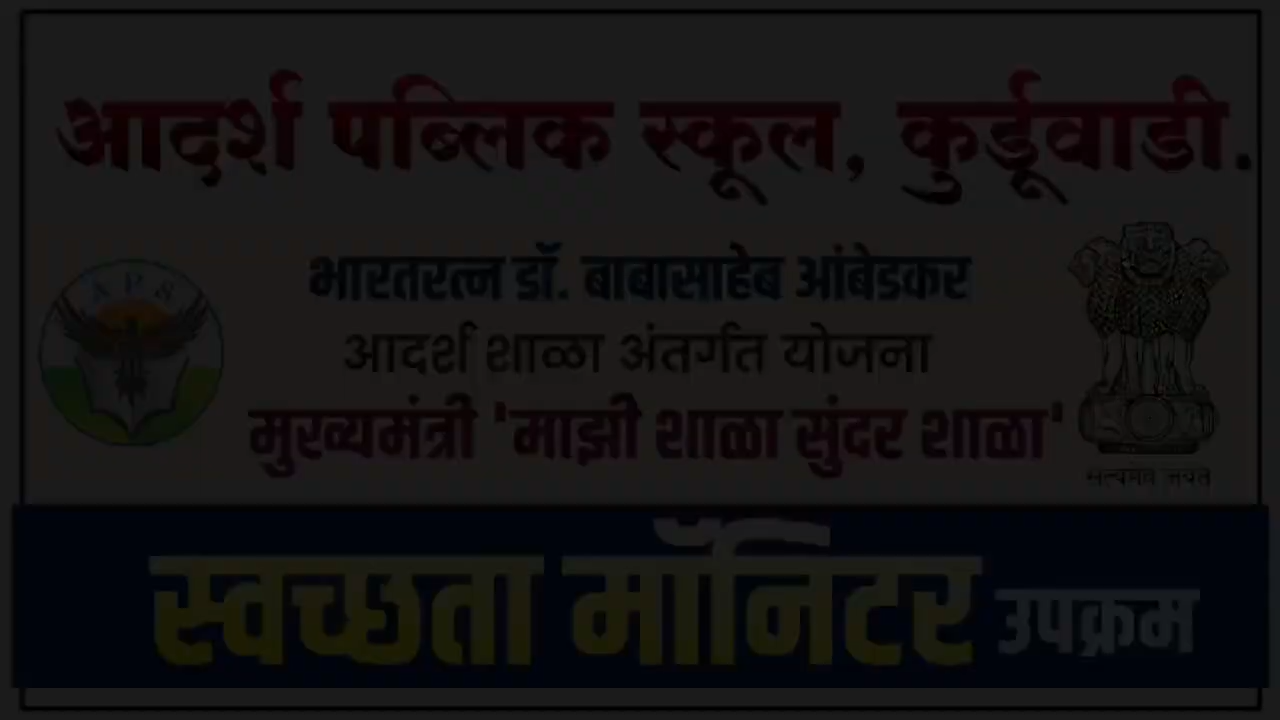 आदर्श पब्लिक स्कूल, कुर्डूवाडी.
A P S
भारतरत्न डॉ. बाबासाहेब आंबेडकर
आदर्श शाळा अंतर्गत योजना
मुख्यमंत्री 'माझी शाळा सुंदर शाळा'
सत्यमेव जयते
स्वच्छता मॉनिटर उपक्रम